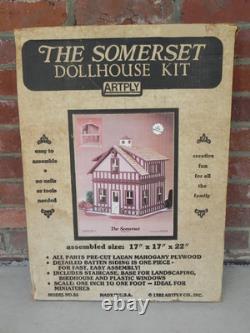 THE SOMERSET
DOLLHOUSE KIT
ARTPLY
easy to
assemble
•
no nails
or tools
needed
creative
fun
for all
the
family
The Somerset
assembled size: 17" x 17" x 22"
• ALL PARTS PRE-CUT LAUAN MAHOGANY PLYWOOD
• DETAILED BATTEN SIDING IS ONE PIECE -
FOR FAST, EASY ASSEMBLY!
• INCLUDES STAIRCASE, BASE FOR LANDSCAPING,
BIRDHOUSE AND PLASTIC WINDOWS
• SCALE: ONE INCH TO ONE FOOT - IDEAL FOR
MINIATURES
MODEL NO. 85 MADE IN U.S.A. © 1982 ARTPLY CO., INC.